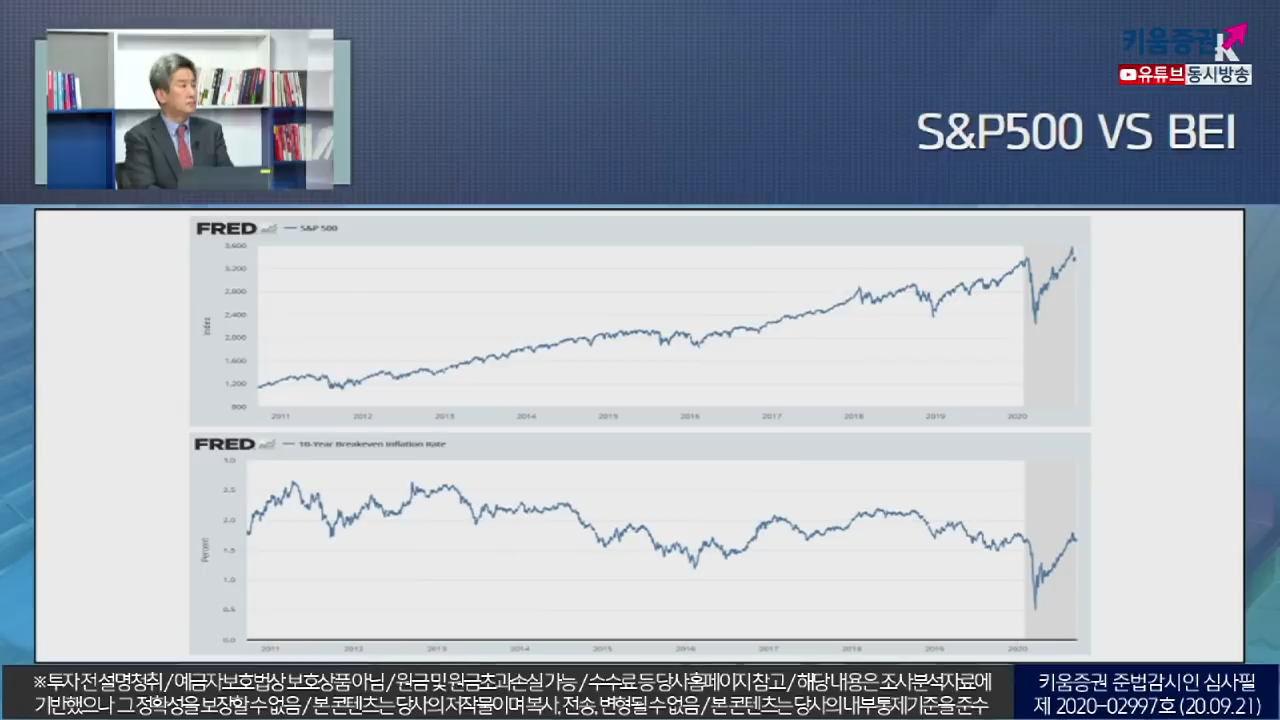 키움증권
K
유튜브동시방송
S&P500 VS BEI
FRED — S&P 500
3,600
3,200
2,800
2,400
2,000
1,600
1,200
800
Index
2011 2012 2013 2014 2015 2016 2017 2018 2019 2020
FRED — 10-Year Breakeven Inflation Rate
3.0
2.5
2.0
1.5
1.0
0.5
0.0
Percent
2011 2012 2013 2014 2015 2016 2017 2018 2019 2020
※ 투자 전 설명청취 / 예금자보호법상 보호상품 아님 / 원금 및 원금초과손실 가능 / 수수료 등 당사홈페이지 참고 / 해당 내용은 조사분석자료에
기반했으나 그 정확성을 보장할 수 없음 / 본 콘텐츠는 당사의 저작물이며 복사, 전송, 변형될 수 없음 / 본 콘텐츠는 당사의 내부통제기준을 준수
키움증권 준법감시인 심사필
제 2020-02997호 (20.09.21)